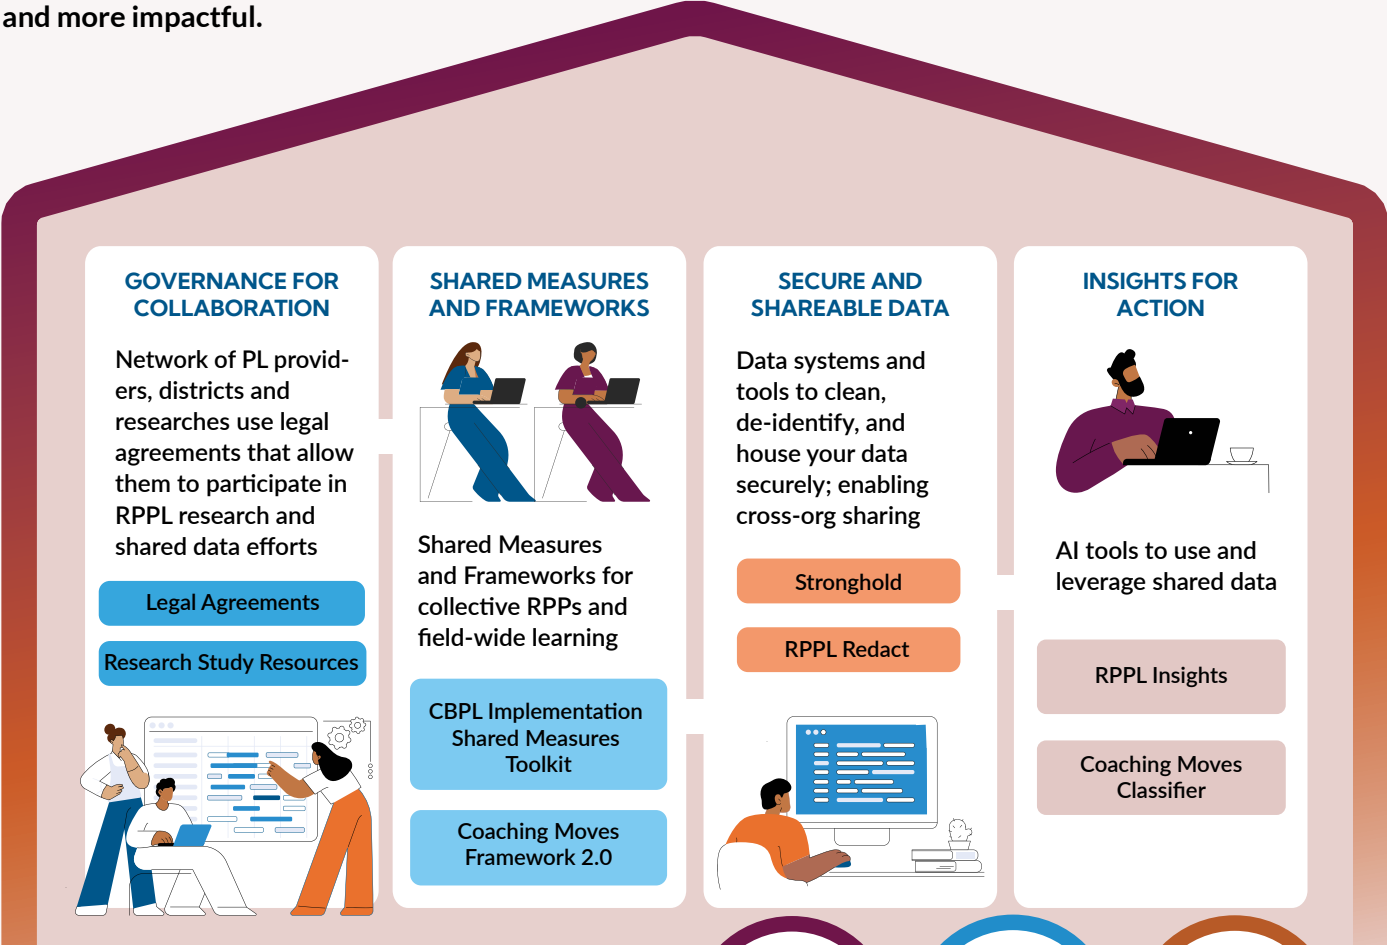 and more impactful.
GOVERNANCE FOR
COLLABORATION
Network of PL provid-
ers, districts and
researches use legal
agreements that allow
them to participate in
RPPL research and
shared data efforts
Legal Agreements
Research Study Resources
SHARED MEASURES
AND FRAMEWORKS
Shared Measures
and Frameworks for
collective RPPs and
field-wide learning
CBPL Implementation
Shared Measures
Toolkit
Coaching Moves
Framework 2.0
SECURE AND
SHAREABLE DATA
Data systems and
tools to clean,
de-identify, and
house your data
securely; enabling
cross-org sharing
Stronghold
RPPL Redact
INSIGHTS FOR
ACTION
AI tools to use and
leverage shared data
RPPL Insights
Coaching Moves
Classifier